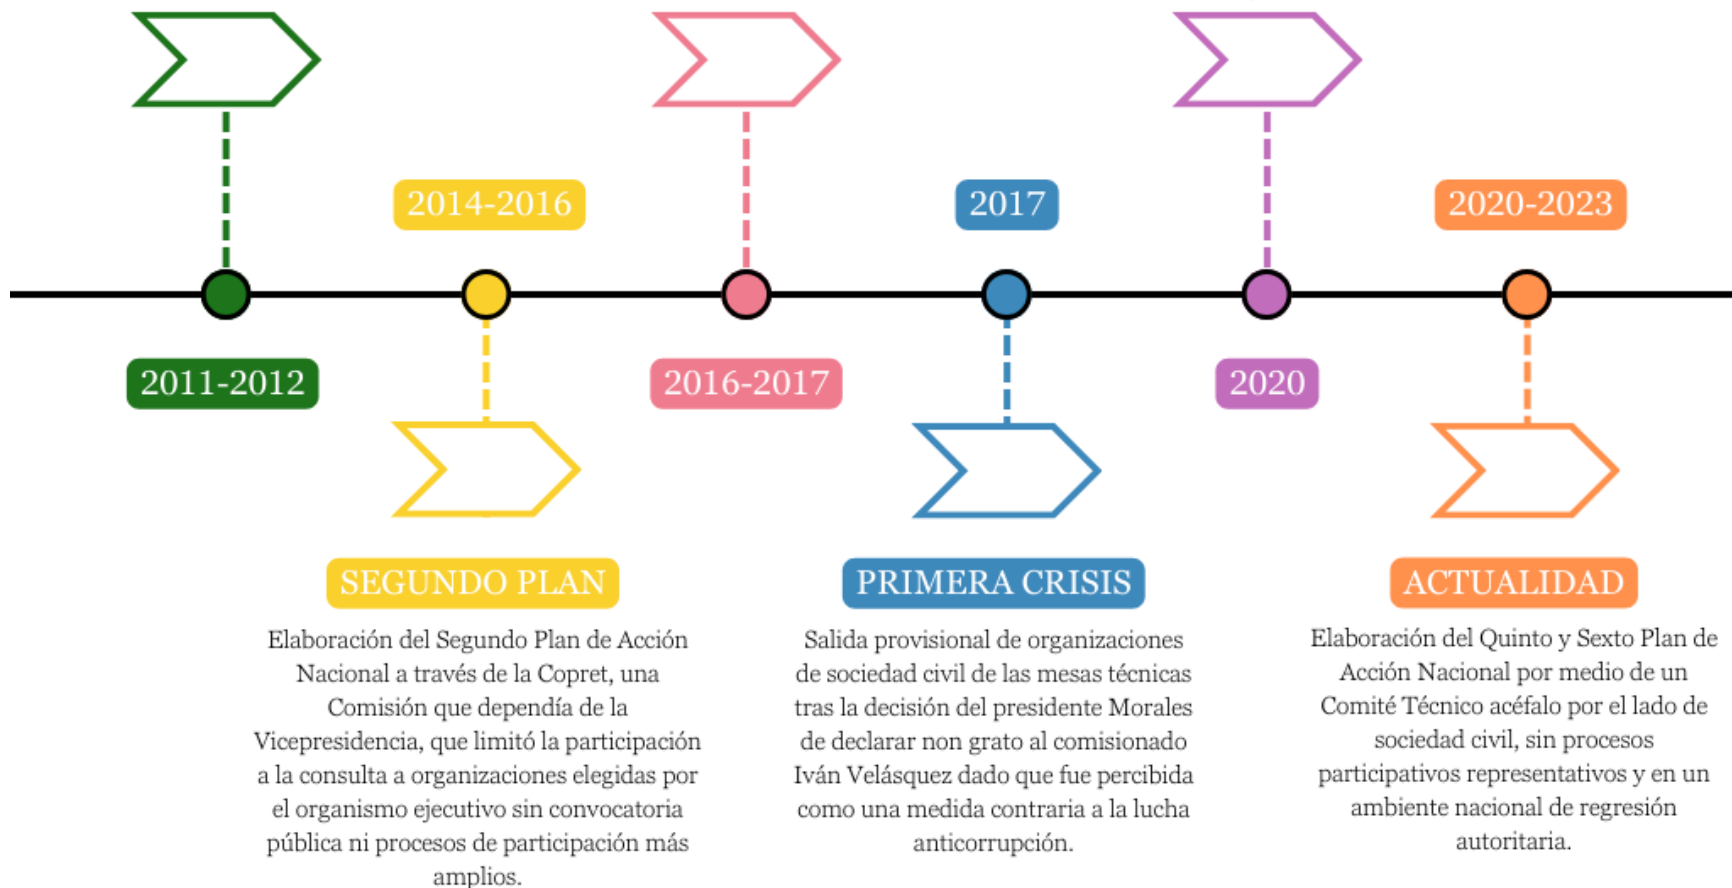 2014-2016
2017
2020-2023
2011-2012
2016-2017
2020
SEGUNDO PLAN
Elaboración del Segundo Plan de Acción
Nacional a través de la Copret, una
Comisión que dependía de la
Vicepresidencia, que limitó la participación
a la consulta a organizaciones elegidas por
el organismo ejecutivo sin convocatoria
pública ni procesos de participación más
amplios.
PRIMERA CRISIS
Salida provisional de organizaciones
de sociedad civil de las mesas técnicas
tras la decisión del presidente Morales
de declarar non grato al comisionado
Iván Velásquez dado que fue percibida
como una medida contraria a la lucha
anticorrupción.
ACTUALIDAD
Elaboración del Quinto y Sexto Plan de
Acción Nacional por medio de un
Comité Técnico acéfalo por el lado de
sociedad civil, sin procesos
participativos representativos y en un
ambiente nacional de regresión
autoritaria.